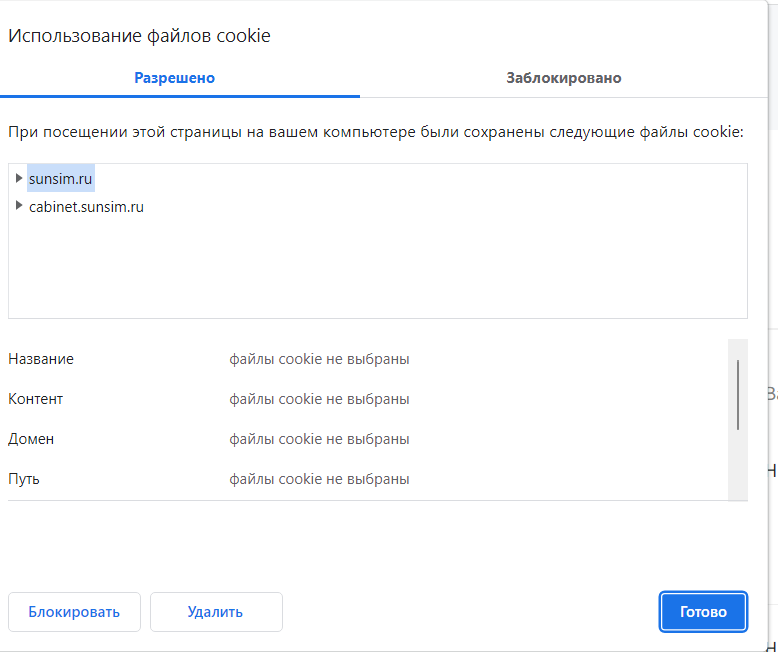 Использование файлов cookie
Разрешено Заблокировано
При посещении этой страницы на вашем компьютере были сохранены следующие файлы cookie:
sunsim.ru
cabinet.sunsim.ru
Название файлы cookie не выбраны
Контент файлы cookie не выбраны
Домен файлы cookie не выбраны
Путь файлы cookie не выбраны
Блокировать Удалить Готово